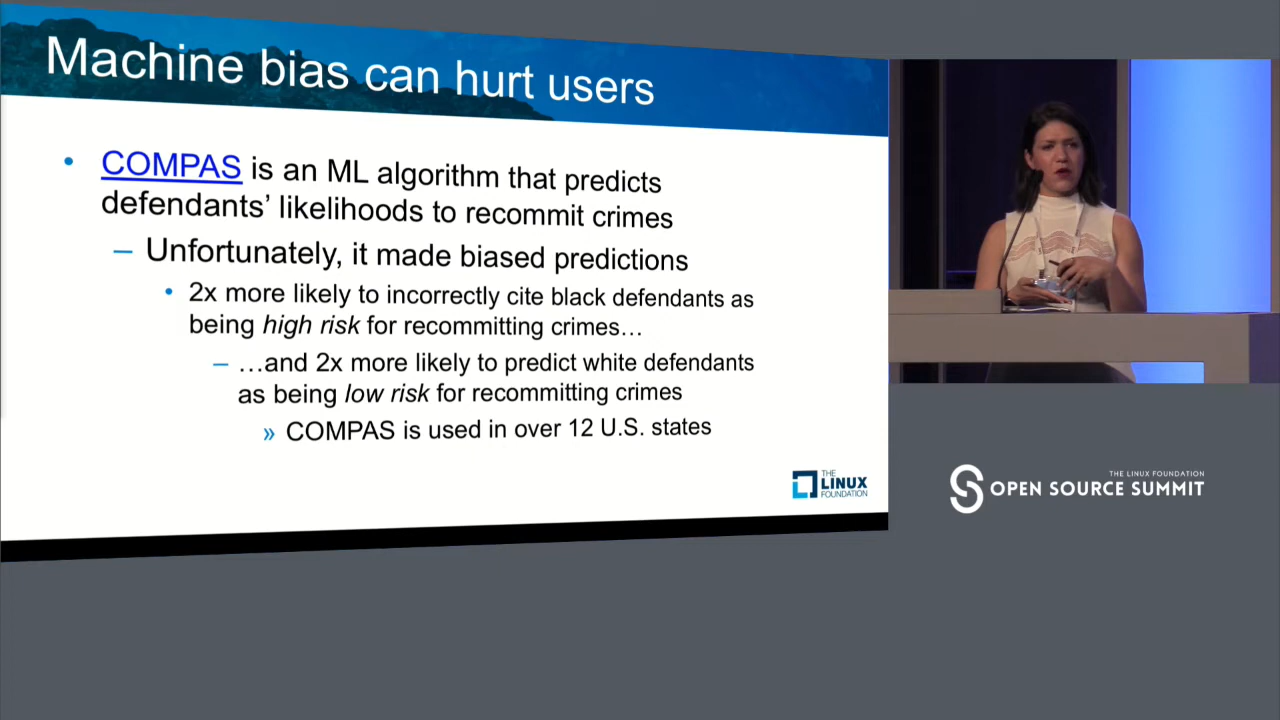 Machine bias can hurt users
• COMPAS is an ML algorithm that predicts
defendants’ likelihoods to recommit crimes
– Unfortunately, it made biased predictions
• 2x more likely to incorrectly cite black defendants as
being high risk for recommitting crimes…
– …and 2x more likely to predict white defendants
as being low risk for recommitting crimes
» COMPAS is used in over 12 U.S. states
THE
LINUX
FOUNDATION
THE LINUX FOUNDATION
OPEN SOURCE SUMMIT